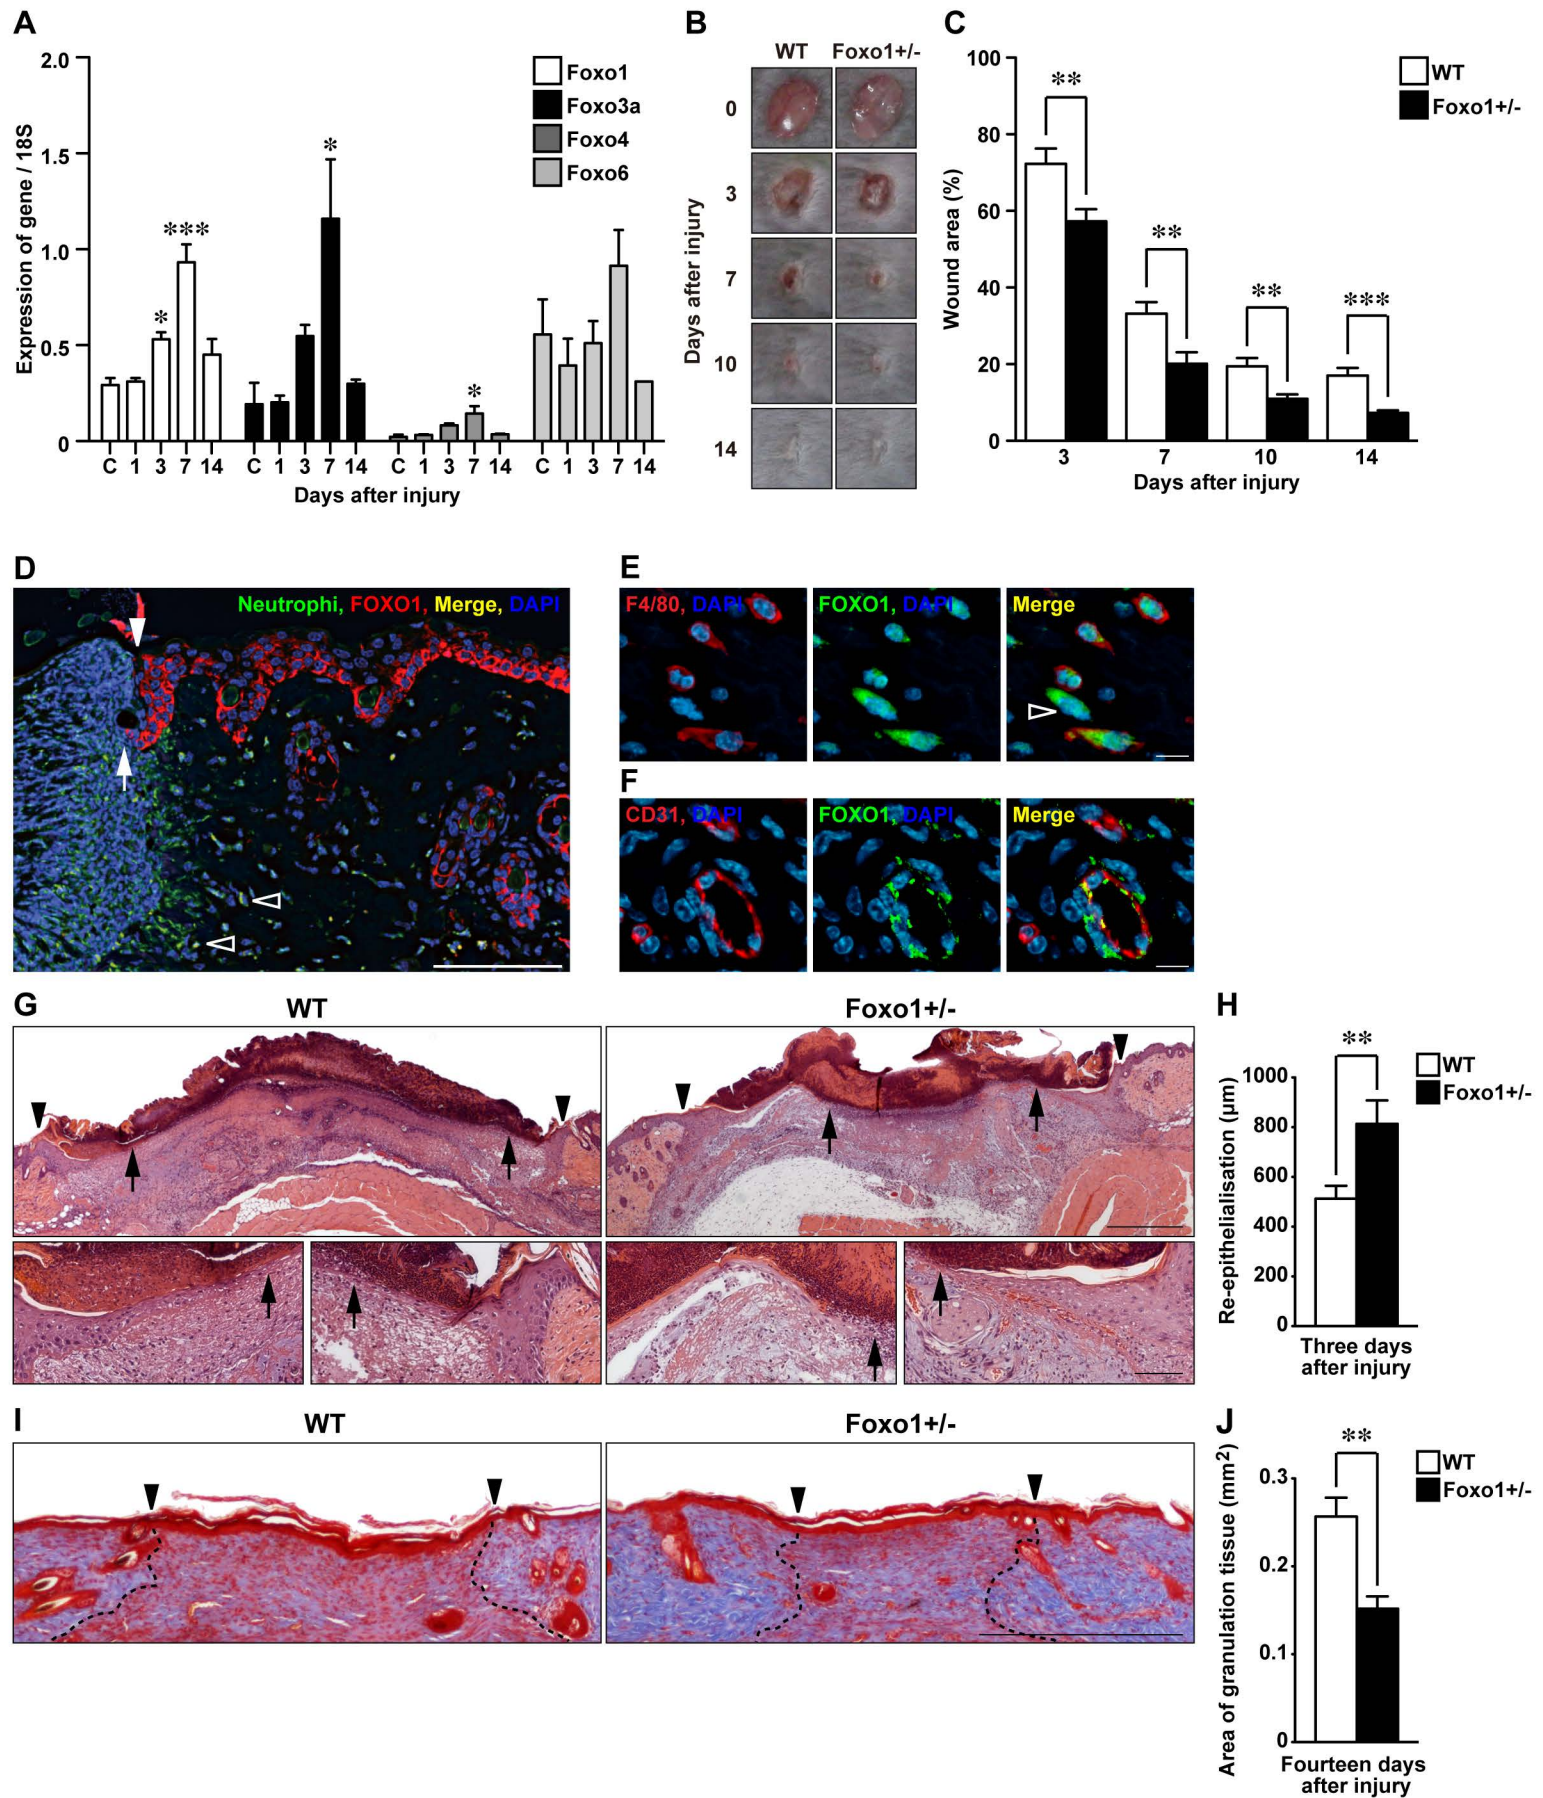 A
2.0
1.5
1.0
0.5
0
Expression of gene / 18S
Foxo1
Foxo3a
Foxo4
Foxo6
*
***
*
*
C 1 3 7 14 C 1 3 7 14 C 1 3 7 14 C 1 3 7 14
Days after injury
B
WT Foxo1+/-
Days after injury
0
3
7
10
14
C
100
80
60
40
20
0
Wound area (%)
WT
Foxo1+/-
**
**
**
***
3 7 10 14
Days after injury
D
Neutrophi, FOXO1, Merge, DAPI
E
F4/80, DAPI
FOXO1, DAPI
Merge
F
CD31, DAPI
FOXO1, DAPI
Merge
G
WT
Foxo1+/-
H
**
WT
Foxo1+/-
1000
800
600
400
200
0
Re-epithelialisation (µm)
Three days
after injury
I
WT
Foxo1+/-
J
**
WT
Foxo1+/-
0.3
0.2
0.1
0
Area of granulation tissue (mm2)
Fourteen days
after injury